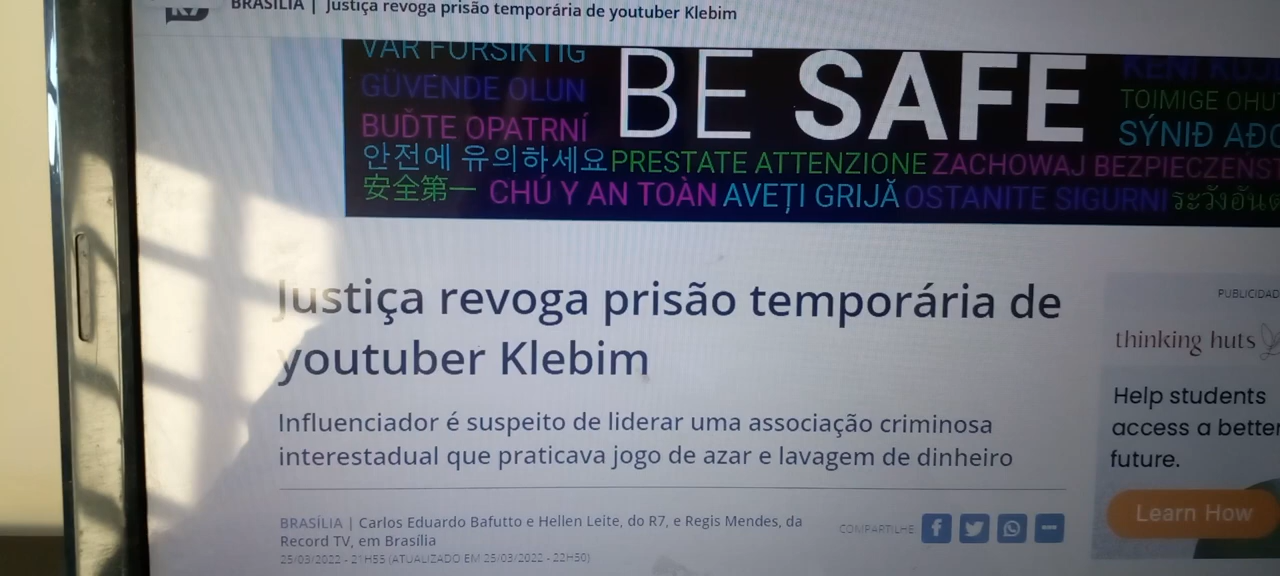 BRASÍLIA | Justiça revoga prisão temporária de youtuber Klebim
VAR FÖRSIKTIG
GÜVENDE OLUN
BUĎTE OPATRNÍ
BE SAFE
TOIMIGE
SÝNIÐ
안전에 유의하세요 PRESTATE ATTENZIONE ZACHOWAJ
安全第一 CHÚ Ý AN TOÀN AVEȚI GRIJĂ OSTANITE SIGURNI
Justiça revoga prisão temporária de
youtuber Klebim
Influenciador é suspeito de liderar uma associação criminosa
interestadual que praticava jogo de azar e lavagem de dinheiro
BRASÍLIA | Carlos Eduardo Bafutto e Hellen Leite, do R7, e Regis Mendes, da
Record TV, em Brasília
25/03/2022 - 21H55 (ATUALIZADO EM 25/03/2022 - 22H50)
COMPARTILHE
thinking huts
Help students
access a better
future.
Learn How